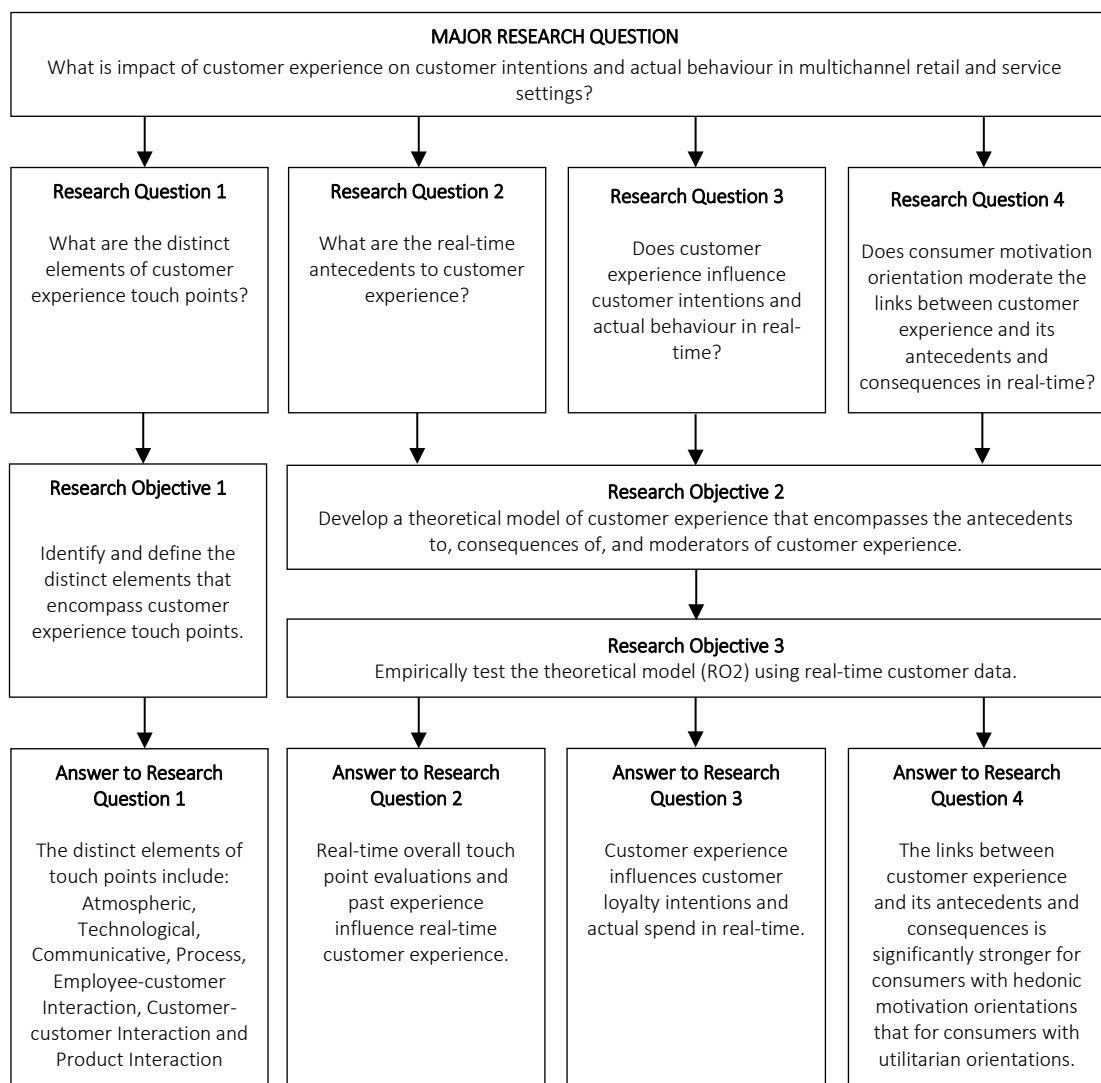 MAJOR RESEARCH QUESTION
What is impact of customer experience on customer intentions and actual behaviour in multichannel retail and service
settings?
Research Question 1
What are the distinct
elements of customer
experience touch points?
Research Question 2
What are the real-time
antecedents to customer
experience?
Research Question 3
Does customer
experience influence
customer intentions and
actual behaviour in real-
time?
Research Question 4
Does consumer motivation
orientation moderate the
links between customer
experience and its
antecedents and
consequences in real-time?
Research Objective 1
Identify and define the
distinct elements that
encompass customer
experience touch points.
Research Objective 2
Develop a theoretical model of customer experience that encompasses the antecedents
to, consequences of, and moderators of customer experience.
Research Objective 3
Empirically test the theoretical model (RO2) using real-time customer data.
Answer to Research
Question 1
The distinct elements of
touch points include:
Atmospheric,
Technological,
Communicative, Process,
Employee-customer
Interaction, Customer-
customer Interaction and
Product Interaction
Answer to Research
Question 2
Real-time overall touch
point evaluations and
past experience
influence real-time
customer experience.
Answer to Research
Question 3
Customer experience
influences customer
loyalty intentions and
actual spend in real-time.
Answer to Research
Question 4
The links between
customer experience
and its antecedents and
consequences is
significantly stronger for
consumers with hedonic
motivation orientations
that for consumers with
utilitarian orientations.